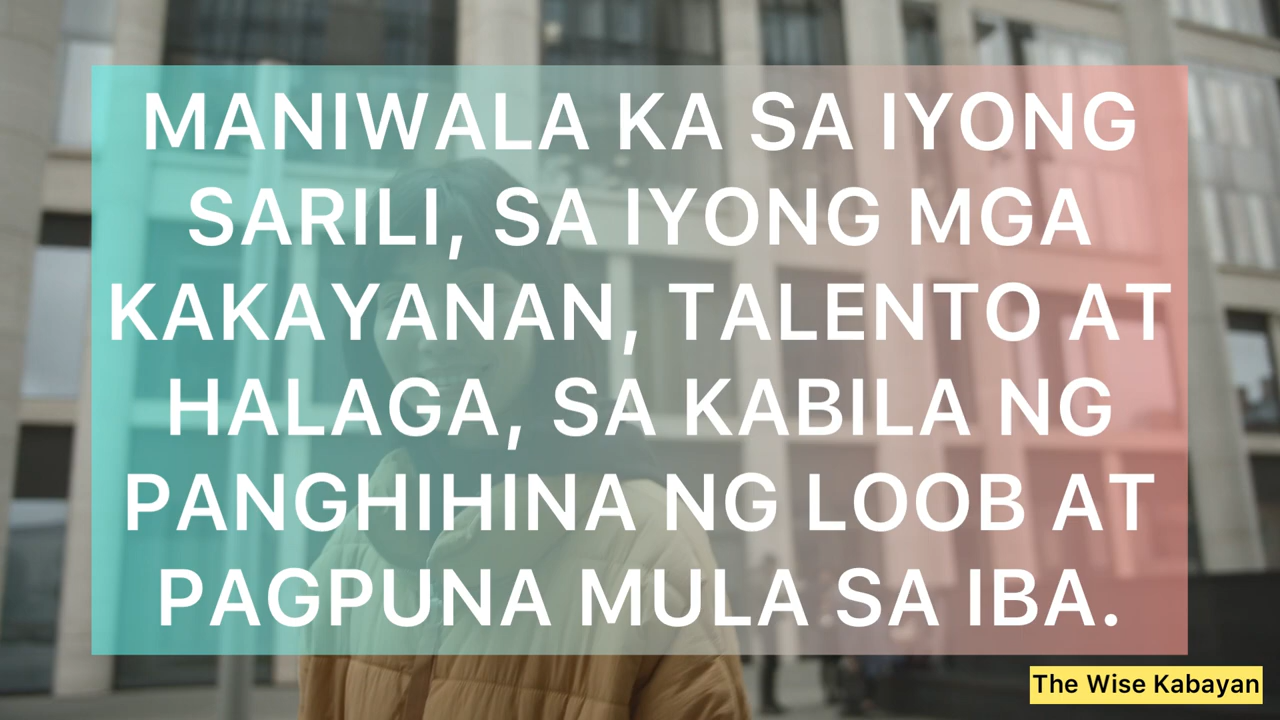 MANIWALA KA SA IYONG
SARILI, SA IYONG MGA
KAKAYANAN, TALENTO AT
HALAGA, SA KABILA NG
PANGHIHINA NG LOOB AT
PAGPUNA MULA SA IBA.
The Wise Kabayan